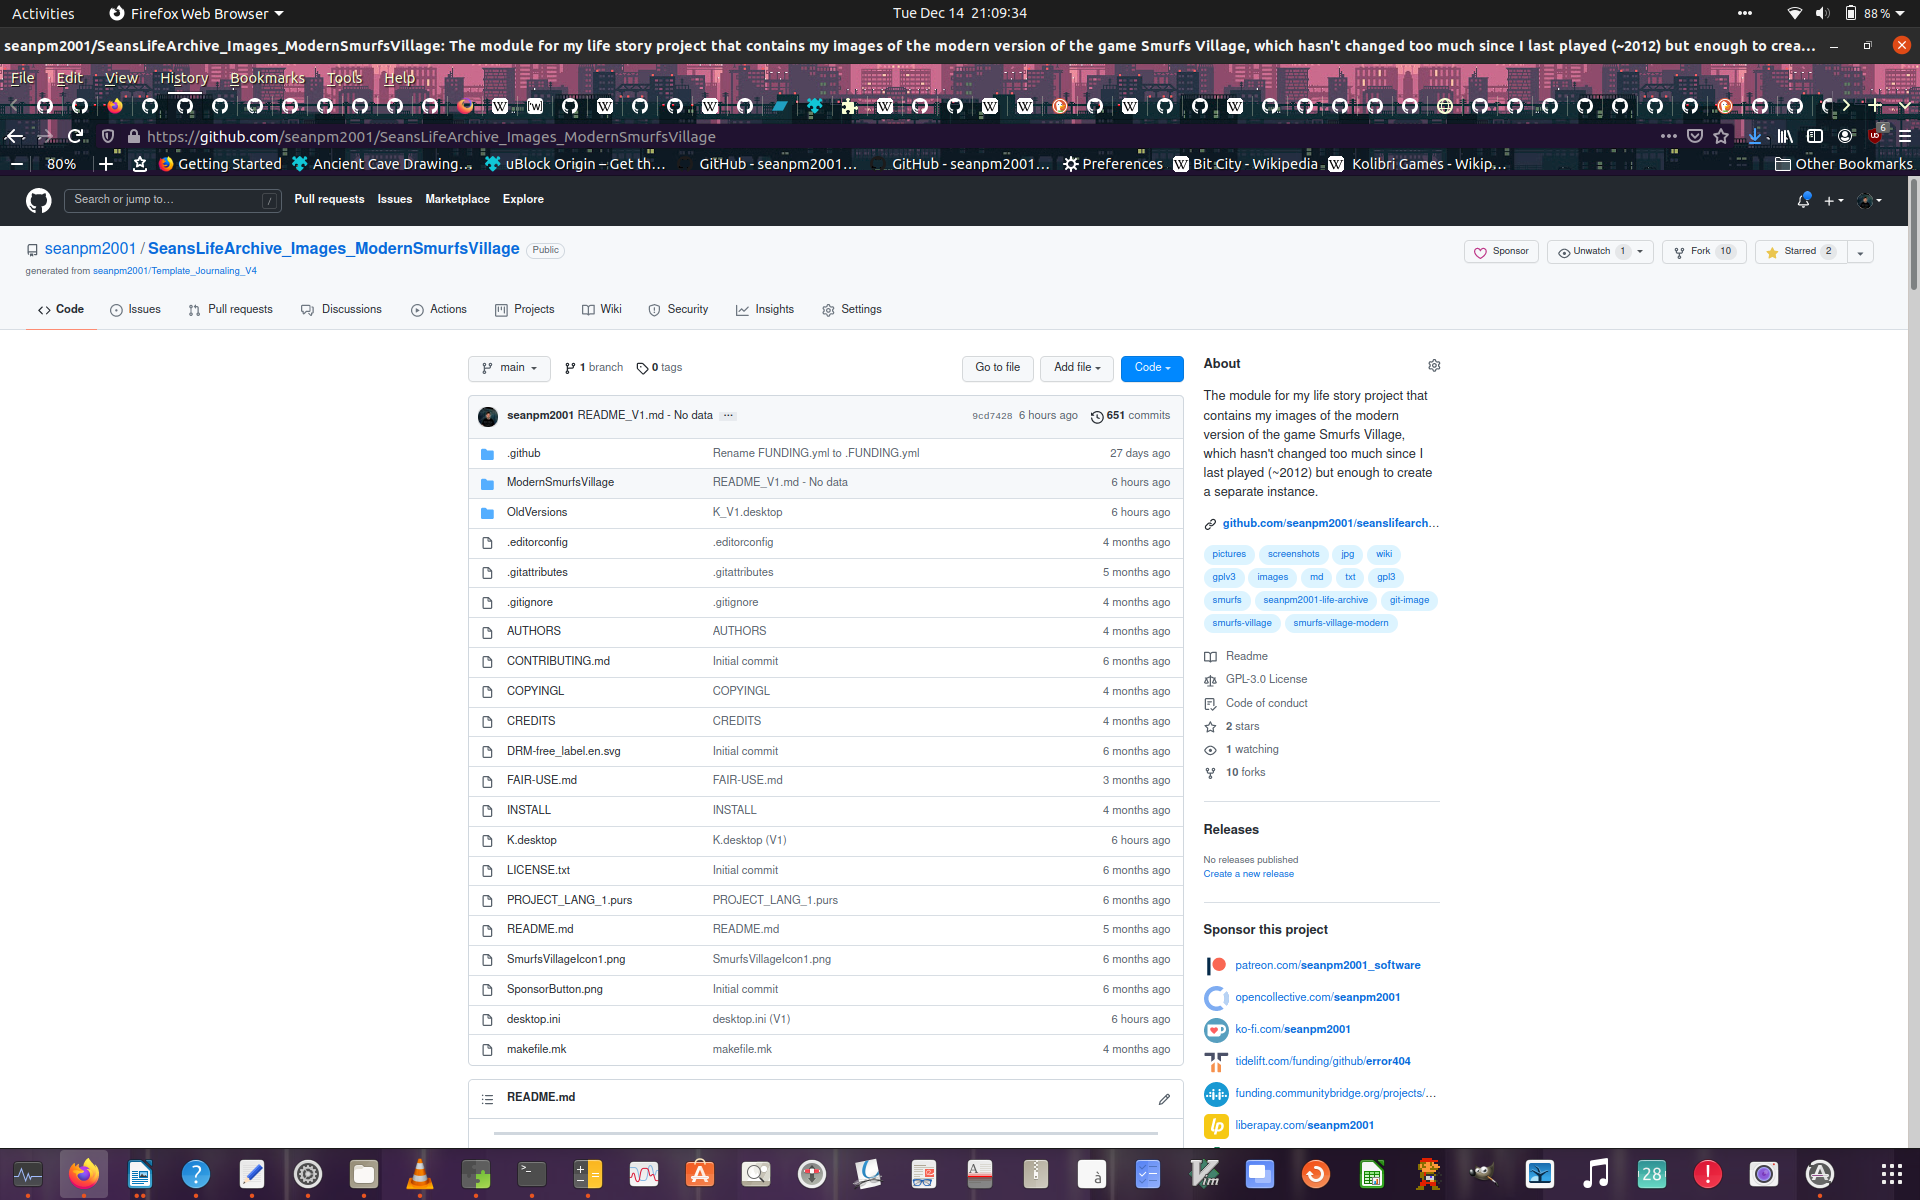 Activities Firefox Web Browser Tue Dec 14 21:09:34 88 %
seanpm2001/SeansLifeArchive_Images_ModernSmurfsVillage: The module for my life story project that contains my images of the modern version of the game Smurfs Village, which hasn't changed too much since I last played (~2012) but enough to crea…
File Edit View History Bookmarks Tools Help
https://github.com/seanpm2001/SeansLifeArchive_Images_ModernSmurfsVillage 6
80% Getting Started Ancient Cave Drawing… uBlock Origin – Get th… GitHub - seanpm2001… GitHub - seanpm2001… Preferences Bit City - Wikipedia Kolibri Games - Wikip… Other Bookmarks
Search or jump to… / Pull requests Issues Marketplace Explore
seanpm2001 / SeansLifeArchive_Images_ModernSmurfsVillage Public Sponsor Unwatch 1 Fork 10 Starred 2
generated from seanpm2001/Template_Journaling_V4
Code Issues Pull requests Discussions Actions Projects Wiki Security Insights Settings
main 1 branch 0 tags Go to file Add file Code
seanpm2001 README_V1.md - No data ... 9cd7428 6 hours ago 651 commits
.github Rename FUNDING.yml to .FUNDING.yml 27 days ago
ModernSmurfsVillage README_V1.md - No data 6 hours ago
OldVersions K_V1.desktop 6 hours ago
.editorconfig .editorconfig 4 months ago
.gitattributes .gitattributes 5 months ago
.gitignore .gitignore 4 months ago
AUTHORS AUTHORS 4 months ago
CONTRIBUTING.md Initial commit 6 months ago
COPYINGL COPYINGL 4 months ago
CREDITS CREDITS 4 months ago
DRM-free_label.en.svg Initial commit 6 months ago
FAIR-USE.md FAIR-USE.md 3 months ago
INSTALL INSTALL 4 months ago
K.desktop K.desktop (V1) 6 hours ago
LICENSE.txt Initial commit 6 months ago
PROJECT_LANG_1.purs PROJECT_LANG_1.purs 6 months ago
README.md README.md 5 months ago
SmurfsVillageIcon1.png SmurfsVillageIcon1.png 6 months ago
SponsorButton.png Initial commit 6 months ago
desktop.ini desktop.ini (V1) 6 hours ago
makefile.mk makefile.mk 4 months ago
README.md
About
The module for my life story project that
contains my images of the modern
version of the game Smurfs Village,
which hasn't changed too much since I
last played (~2012) but enough to create
a separate instance.
github.com/seanpm2001/seanslifearch…
pictures screenshots jpg wiki
gplv3 images md txt gpl3
smurfs seanpm2001-life-archive git-image
smurfs-village smurfs-village-modern
Readme
GPL-3.0 License
Code of conduct
2 stars
1 watching
10 forks
Releases
No releases published
Create a new release
Sponsor this project
patreon.com/seanpm2001_software
opencollective.com/seanpm2001
ko-fi.com/seanpm2001
tidelift.com/funding/github/error404
funding.communitybridge.org/projects/…
liberapay.com/seanpm2001
28